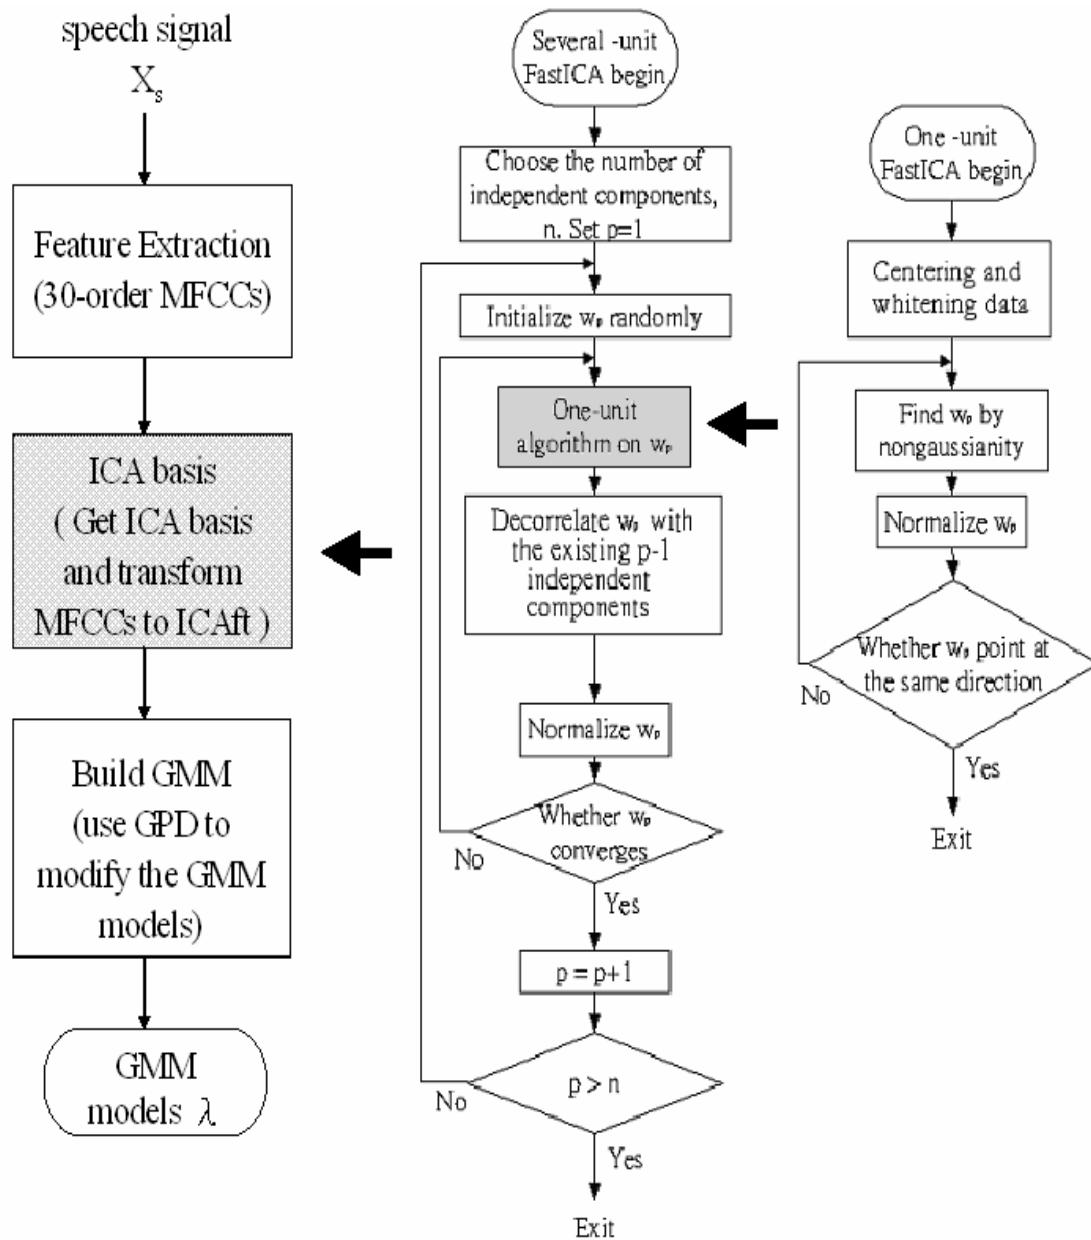 speech signal
Xs
Feature Extraction
(30-order MFCCs)
ICA basis
( Get ICA basis
and transform
MFCCs to ICAft )
Build GMM
(use GPD to
modify the GMM
models)
GMM
models λ
Several -unit
FastICA begin
Choose the number of
independent components,
n. Set p=1
Initialize wp randomly
One-unit
algorithm on wp
Decorrelate wp with
the existing p-1
independent
components
Normalize wp
Whether wp
converges
No
Yes
p = p+1
p > n
No
Yes
Exit
One -unit
FastICA begin
Centering and
whitening data
Find wp by
nongaussianity
Normalize wp
Whether wp point at
the same direction
No
Yes
Exit